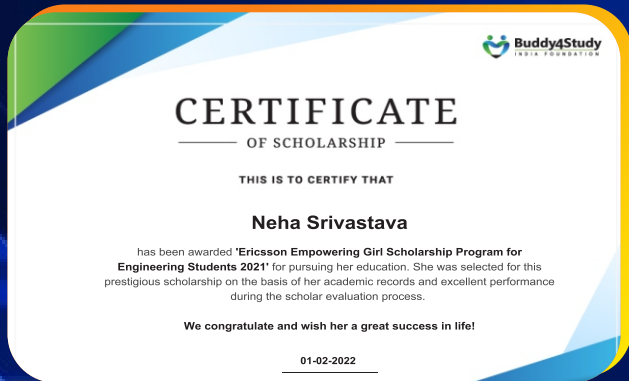 Buddy4Study
INDIA FOUNDATION
CERTIFICATE
OF SCHOLARSHIP
THIS IS TO CERTIFY THAT
Neha Srivastava
has been awarded 'Ericsson Empowering Girl Scholarship Program for
Engineering Students 2021' for pursuing her education. She was selected for this
prestigious scholarship on the basis of her academic records and excellent performance
during the scholar evaluation process.
We congratulate and wish her a great success in life!
01-02-2022